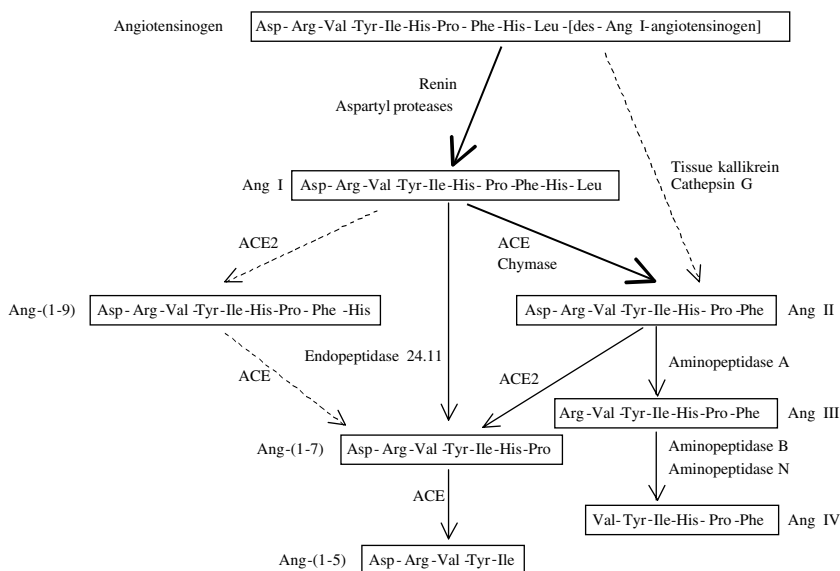 Angiotensinogen
Asp- Arg-Val -Tyr-Ile-His-Pro- Phe-His-Leu -[des- Ang I-angiotensinogen]
Renin
Aspartyl proteases
Tissue kallikrein
Cathepsin G
Ang I
Asp- Arg-Val -Tyr-Ile-His- Pro -Phe-His- Leu
ACE2
ACE
Chymase
Ang-(1-9)
Asp- Arg-Val -Tyr-Ile-His-Pro- Phe -His
Asp- Arg-Val -Tyr-Ile-His- Pro -Phe
Ang II
Endopeptidase 24.11
ACE
ACE2
Aminopeptidase A
Arg-Val -Tyr-Ile-His-Pro-Phe
Ang III
Ang-(1-7)
Asp- Arg-Val -Tyr-Ile-His-Pro
Aminopeptidase B
Aminopeptidase N
ACE
Val-Tyr-Ile-His- Pro -Phe
Ang IV
Ang-(1-5)
Asp- Arg-Val -Tyr-Ile